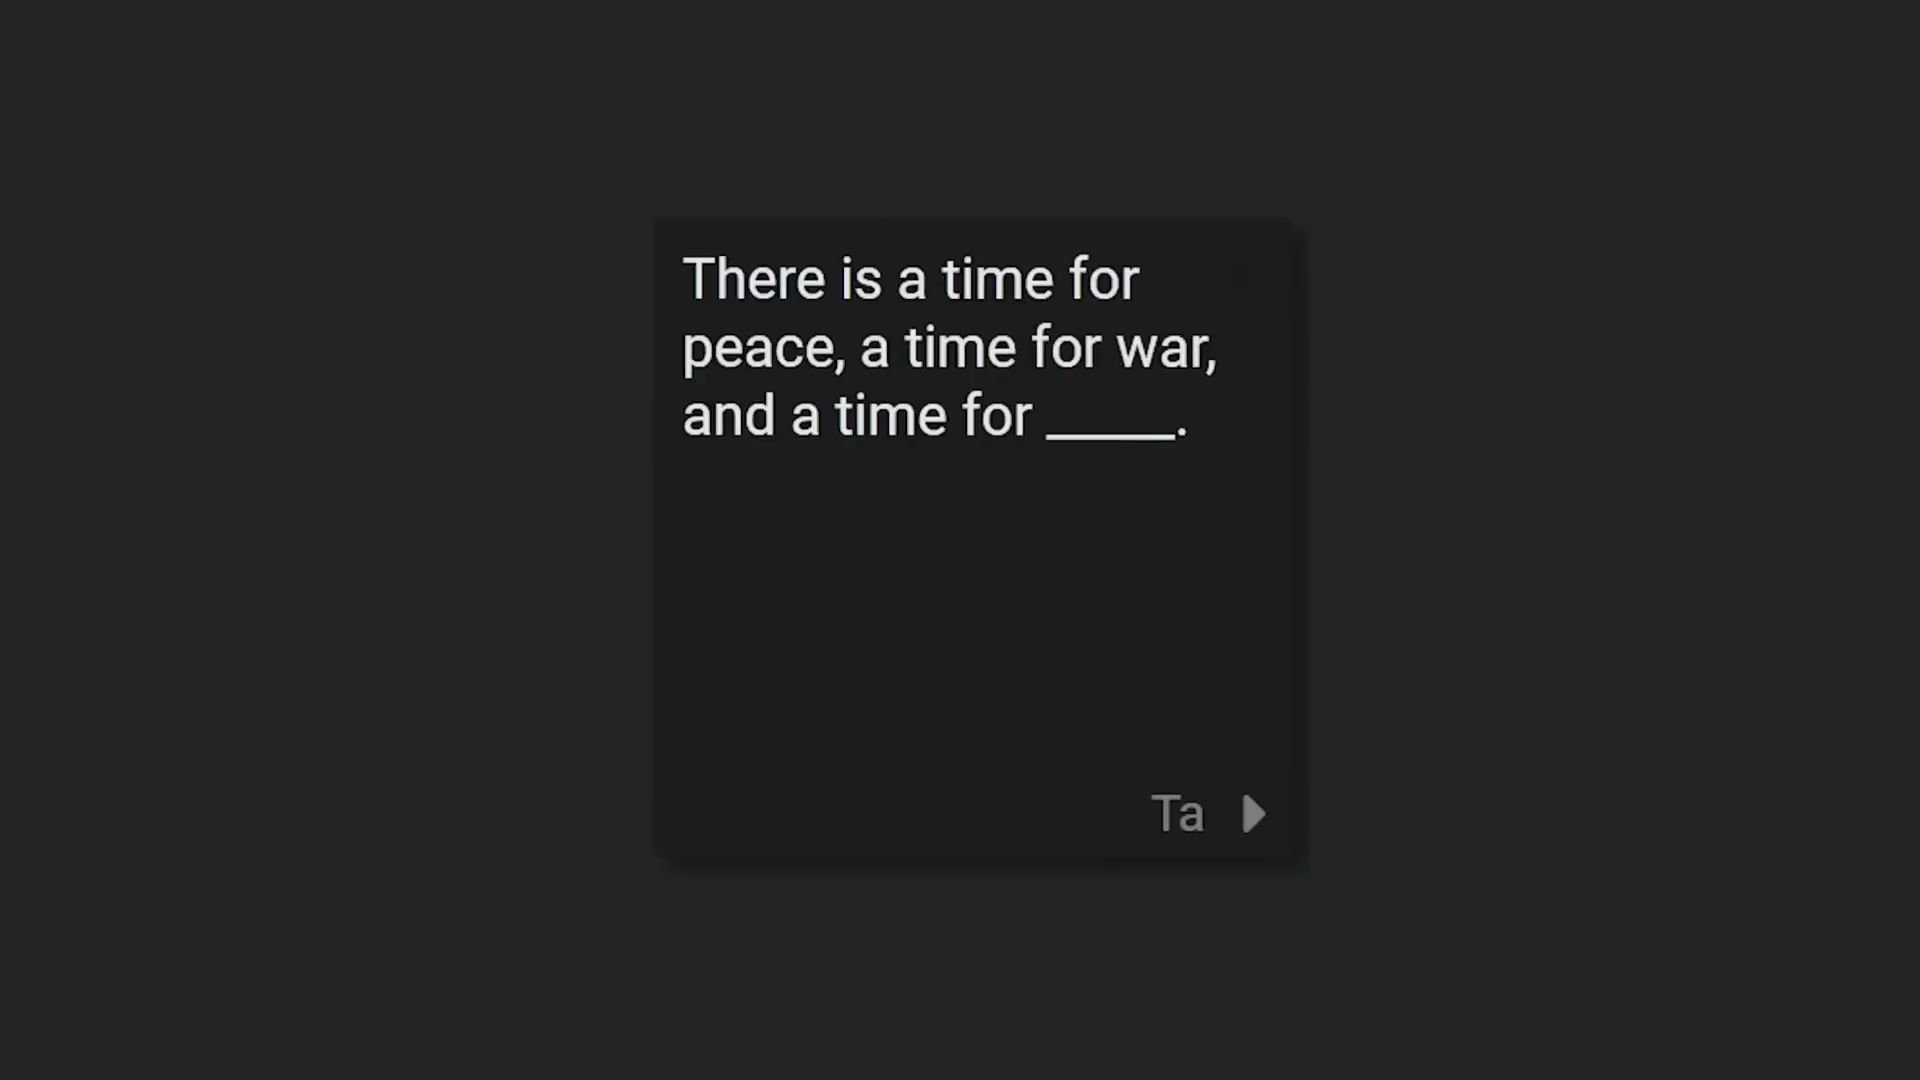 There is a time for
peace, a time for war,
and a time for _____.
Ta